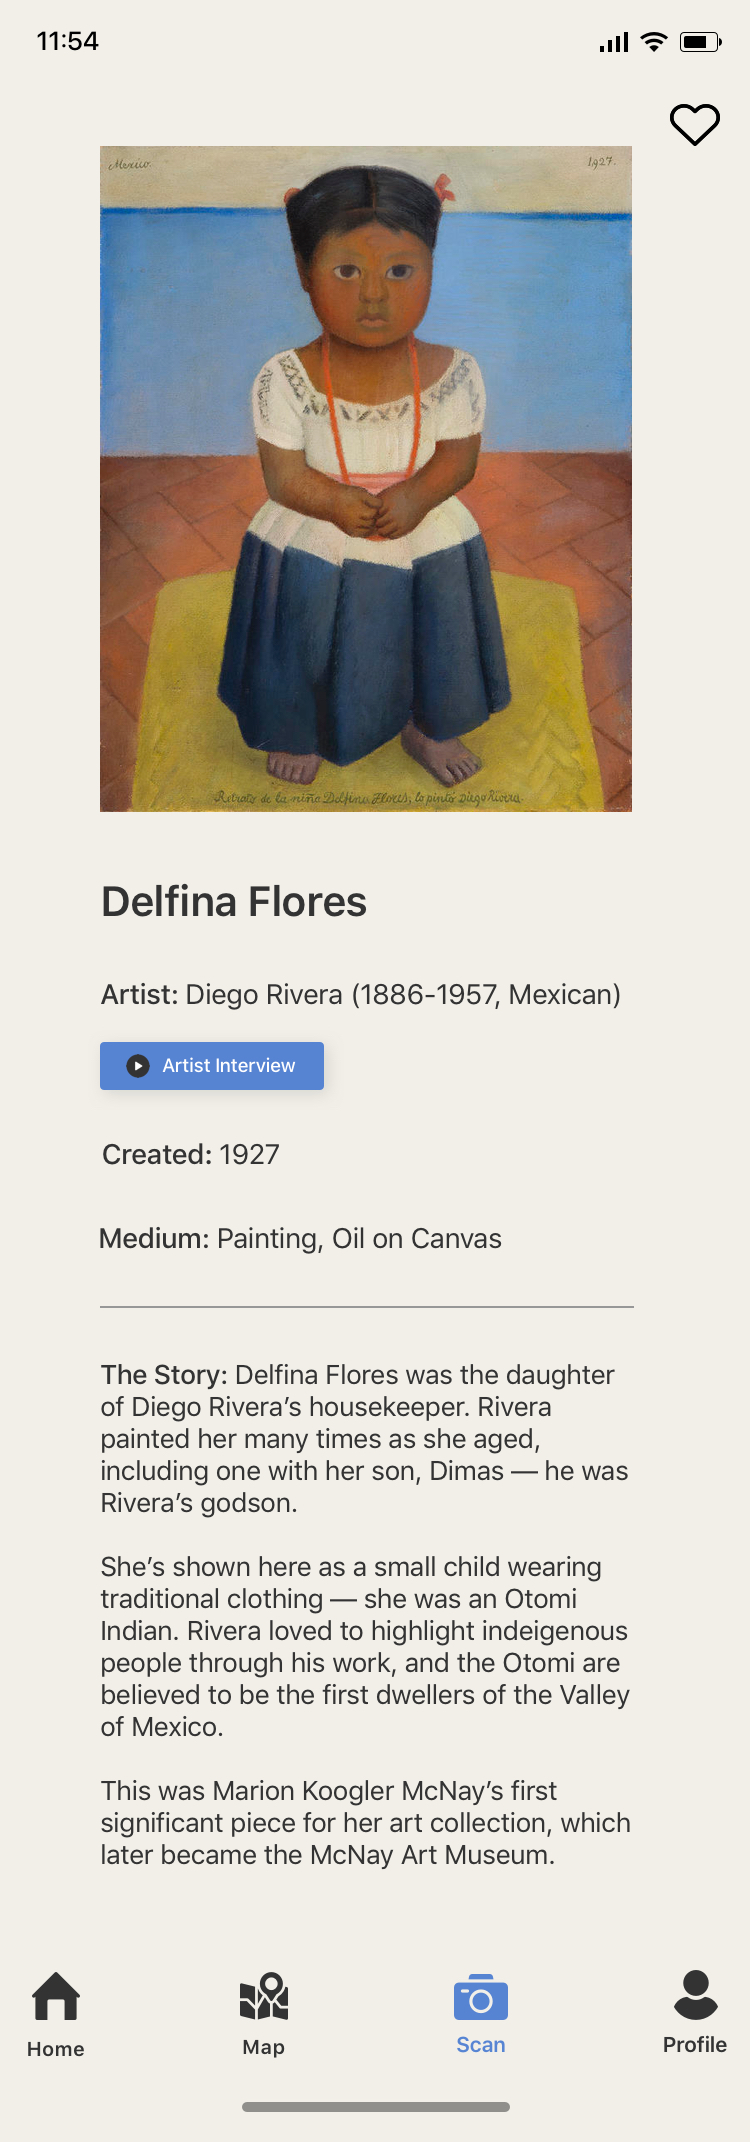 11:54
Mexico.
1927.
Retrato de la niña Delfina Flores; lo pintó Diego Rivera.
Delfina Flores
Artist: Diego Rivera (1886-1957, Mexican)
Artist Interview
Created: 1927
Medium: Painting, Oil on Canvas
The Story: Delfina Flores was the daughter
of Diego Rivera’s housekeeper. Rivera
painted her many times as she aged,
including one with her son, Dimas — he was
Rivera’s godson.
She’s shown here as a small child wearing
traditional clothing — she was an Otomi
Indian. Rivera loved to highlight indeigenous
people through his work, and the Otomi are
believed to be the first dwellers of the Valley
of Mexico.
This was Marion Koogler McNay’s first
significant piece for her art collection, which
later became the McNay Art Museum.
Home
Map
Scan
Profile